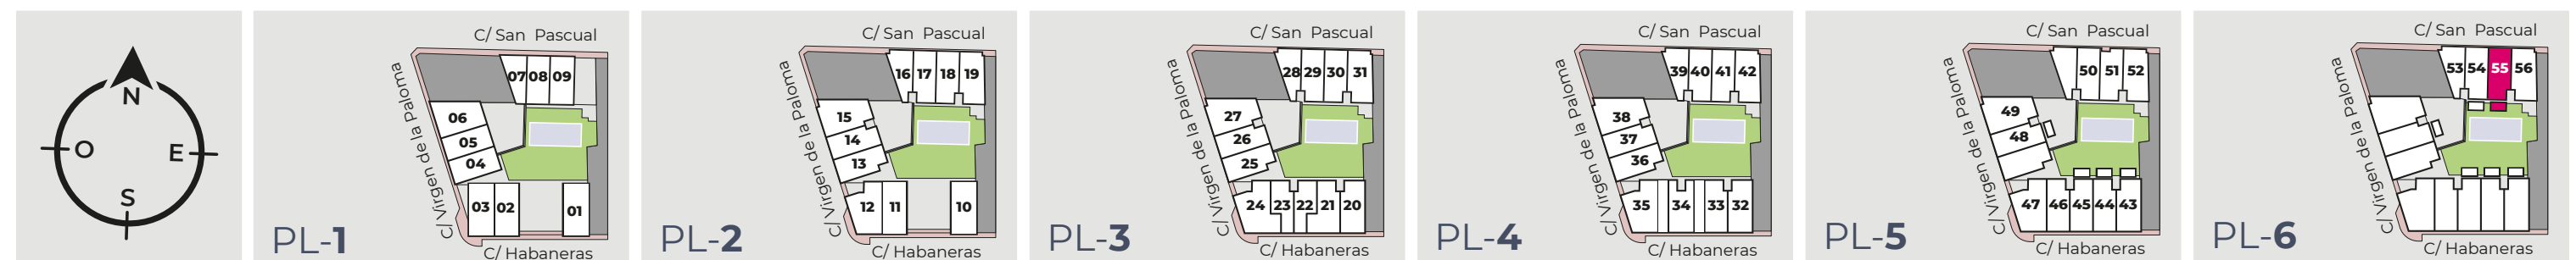 N
O
E
S
C/ San Pascual
C/ Virgen de la Paloma
07 08 09
06
05
04
03 02
01
PL-1
C/ Habaneras
C/ San Pascual
C/ Virgen de la Paloma
16 17 18 19
15
14
13
12 11
10
PL-2
C/ Habaneras
C/ San Pascual
C/ Virgen de la Paloma
28 29 30 31
27
26
25
24 23 22 21 20
PL-3
C/ Habaneras
C/ San Pascual
C/ Virgen de la Paloma
39 40 41 42
38
37
36
35 34 33 32
PL-4
C/ Habaneras
C/ San Pascual
C/ Virgen de la Paloma
50 51 52
49
48
47 46 45 44 43
PL-5
C/ Habaneras
C/ San Pascual
C/ Virgen de la Paloma
53 54 55 56
PL-6
C/ Habaneras